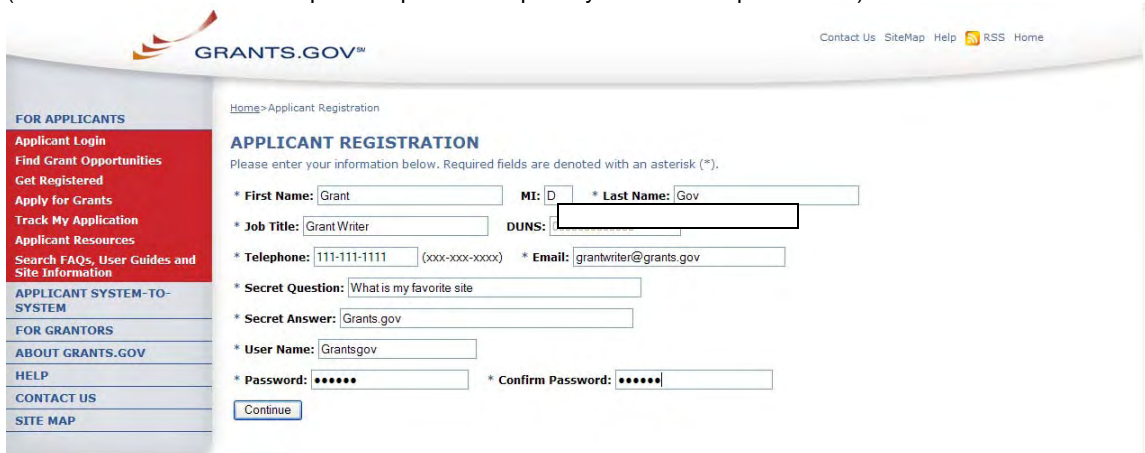 GRANTS.GOV℠
Contact Us SiteMap Help RSS Home
Home>Applicant Registration
FOR APPLICANTS
Applicant Login
Find Grant Opportunities
Get Registered
Apply for Grants
Track My Application
Applicant Resources
Search FAQs, User Guides and
Site Information
APPLICANT SYSTEM-TO-
SYSTEM
FOR GRANTORS
ABOUT GRANTS.GOV
HELP
CONTACT US
SITE MAP
APPLICANT REGISTRATION
Please enter your information below. Required fields are denoted with an asterisk (*).
* First Name: Grant MI: D * Last Name: Gov
* Job Title: Grant Writer DUNS:
* Telephone: 111-111-1111 (xxx-xxx-xxxx) * Email: grantwriter@grants.gov
* Secret Question: What is my favorite site
* Secret Answer: Grants.gov
* User Name: Grantsgov
* Password: ●●●●●● * Confirm Password: ●●●●●●
Continue